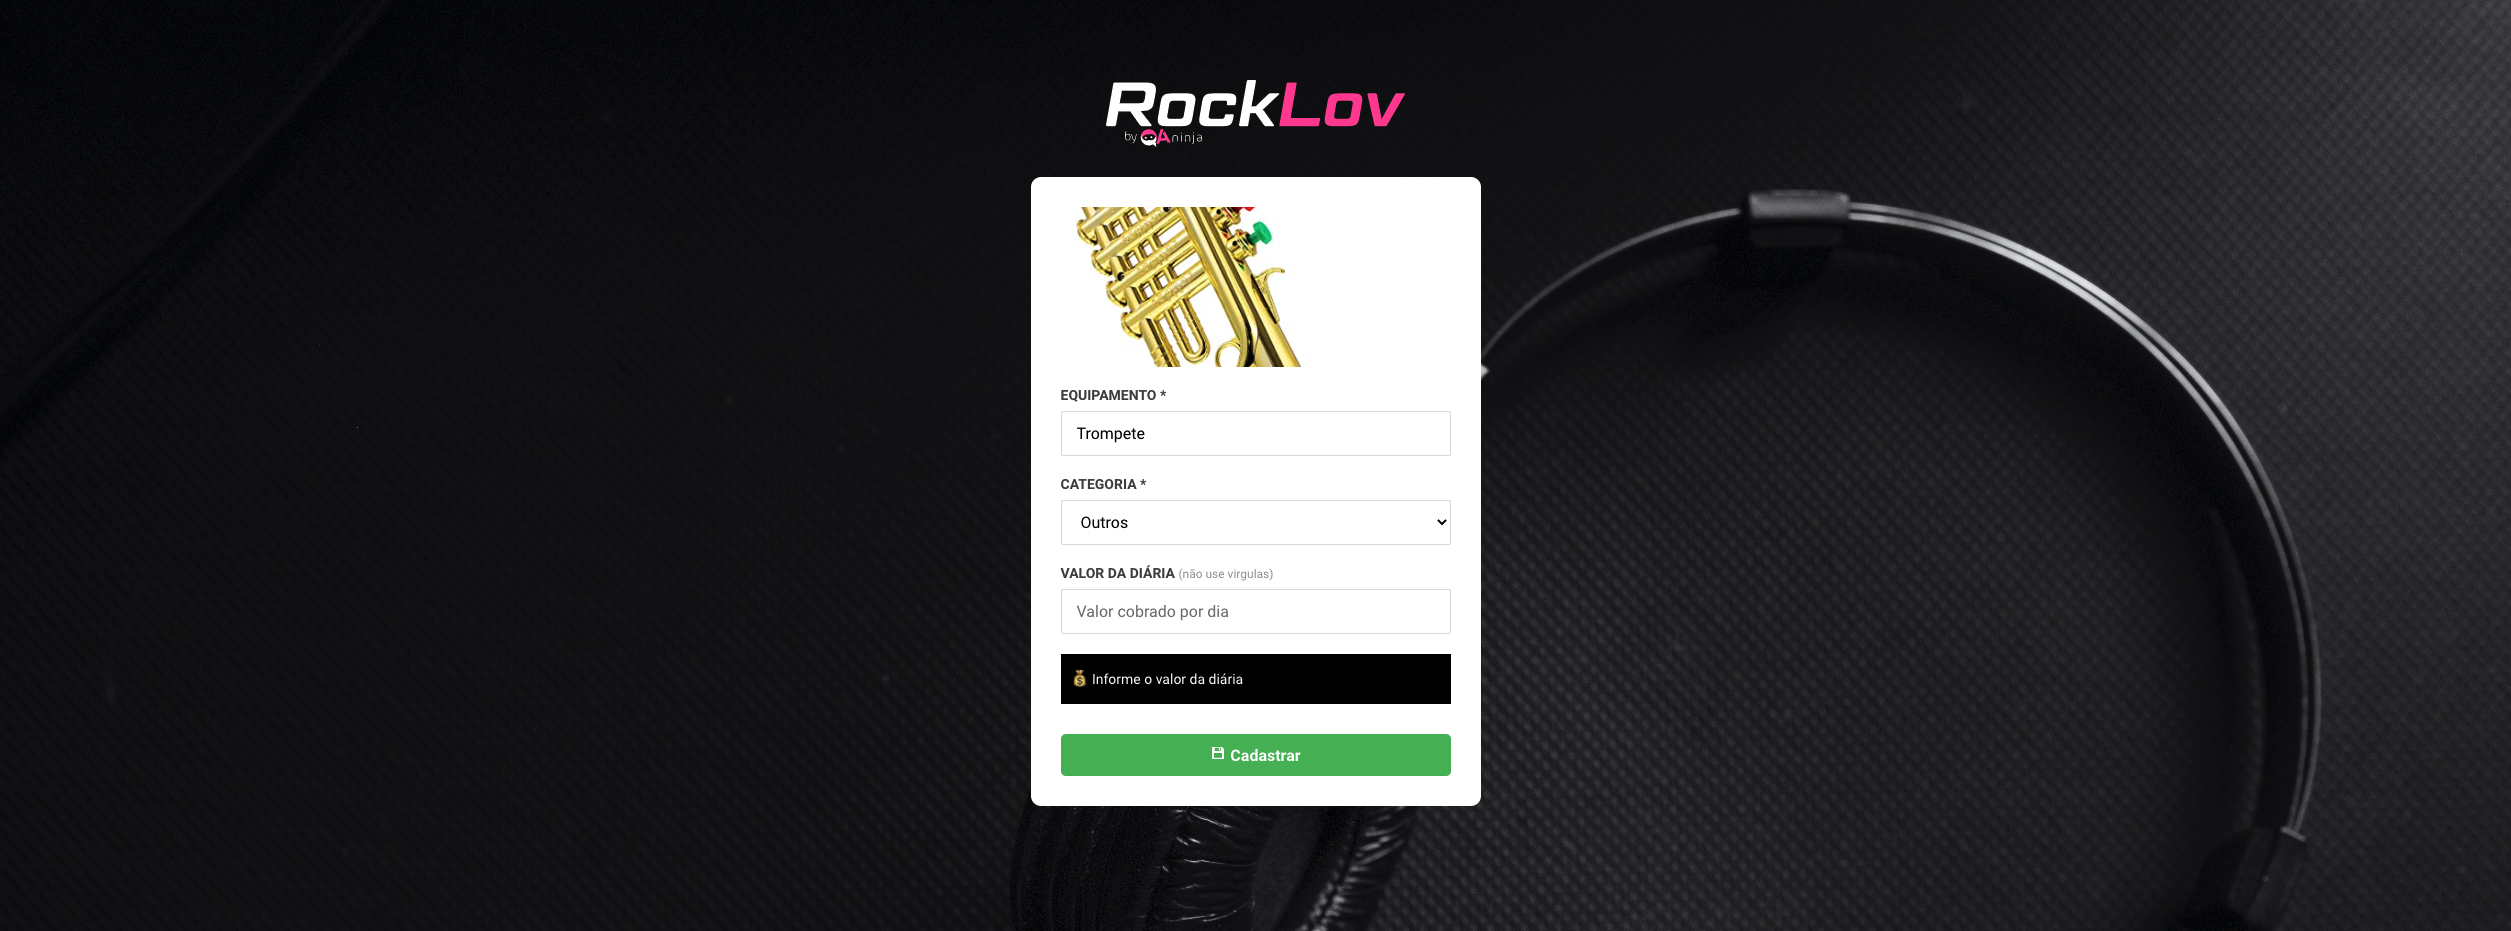 RockLov
by QAninja
EQUIPAMENTO *
Trompete
CATEGORIA *
Outros
VALOR DA DIÁRIA (não use virgulas)
Valor cobrado por dia
Informe o valor da diária
Cadastrar